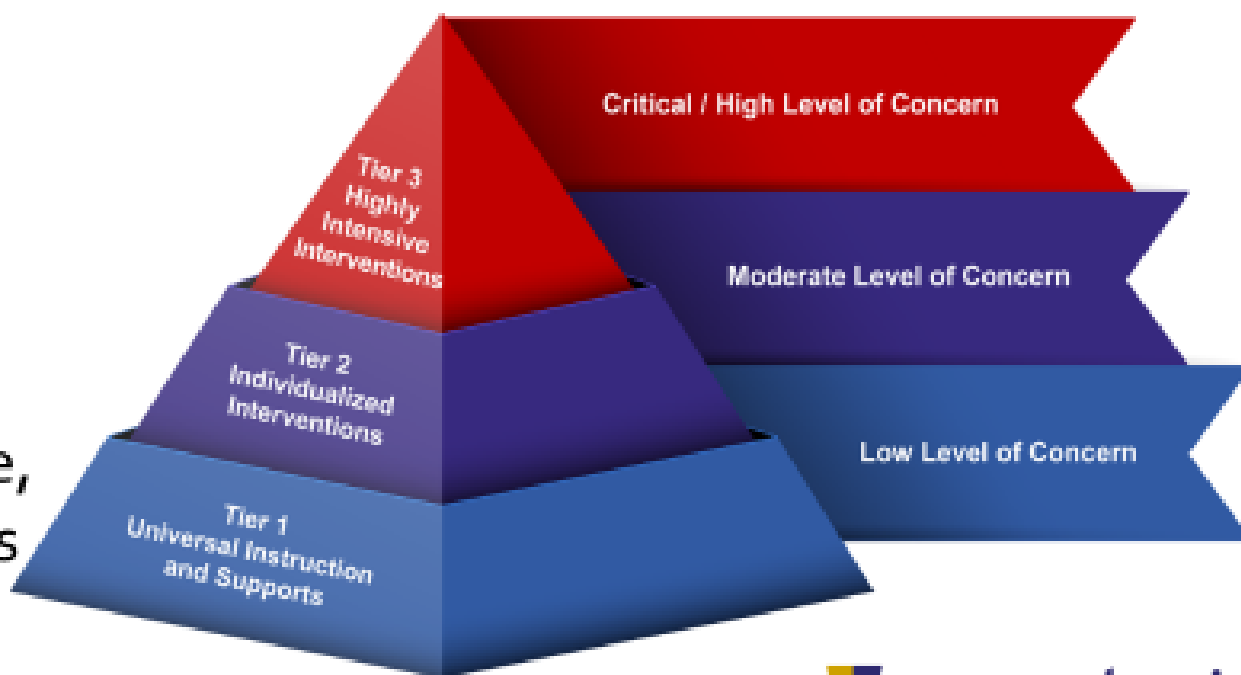 Critical / High Level of Concern
Tier 3
Highly
Intensive
Interventions
Moderate Level of Concern
Tier 2
Individualized
Interventions
Low Level of Concern
Tier 1
Universal Instruction
and Supports